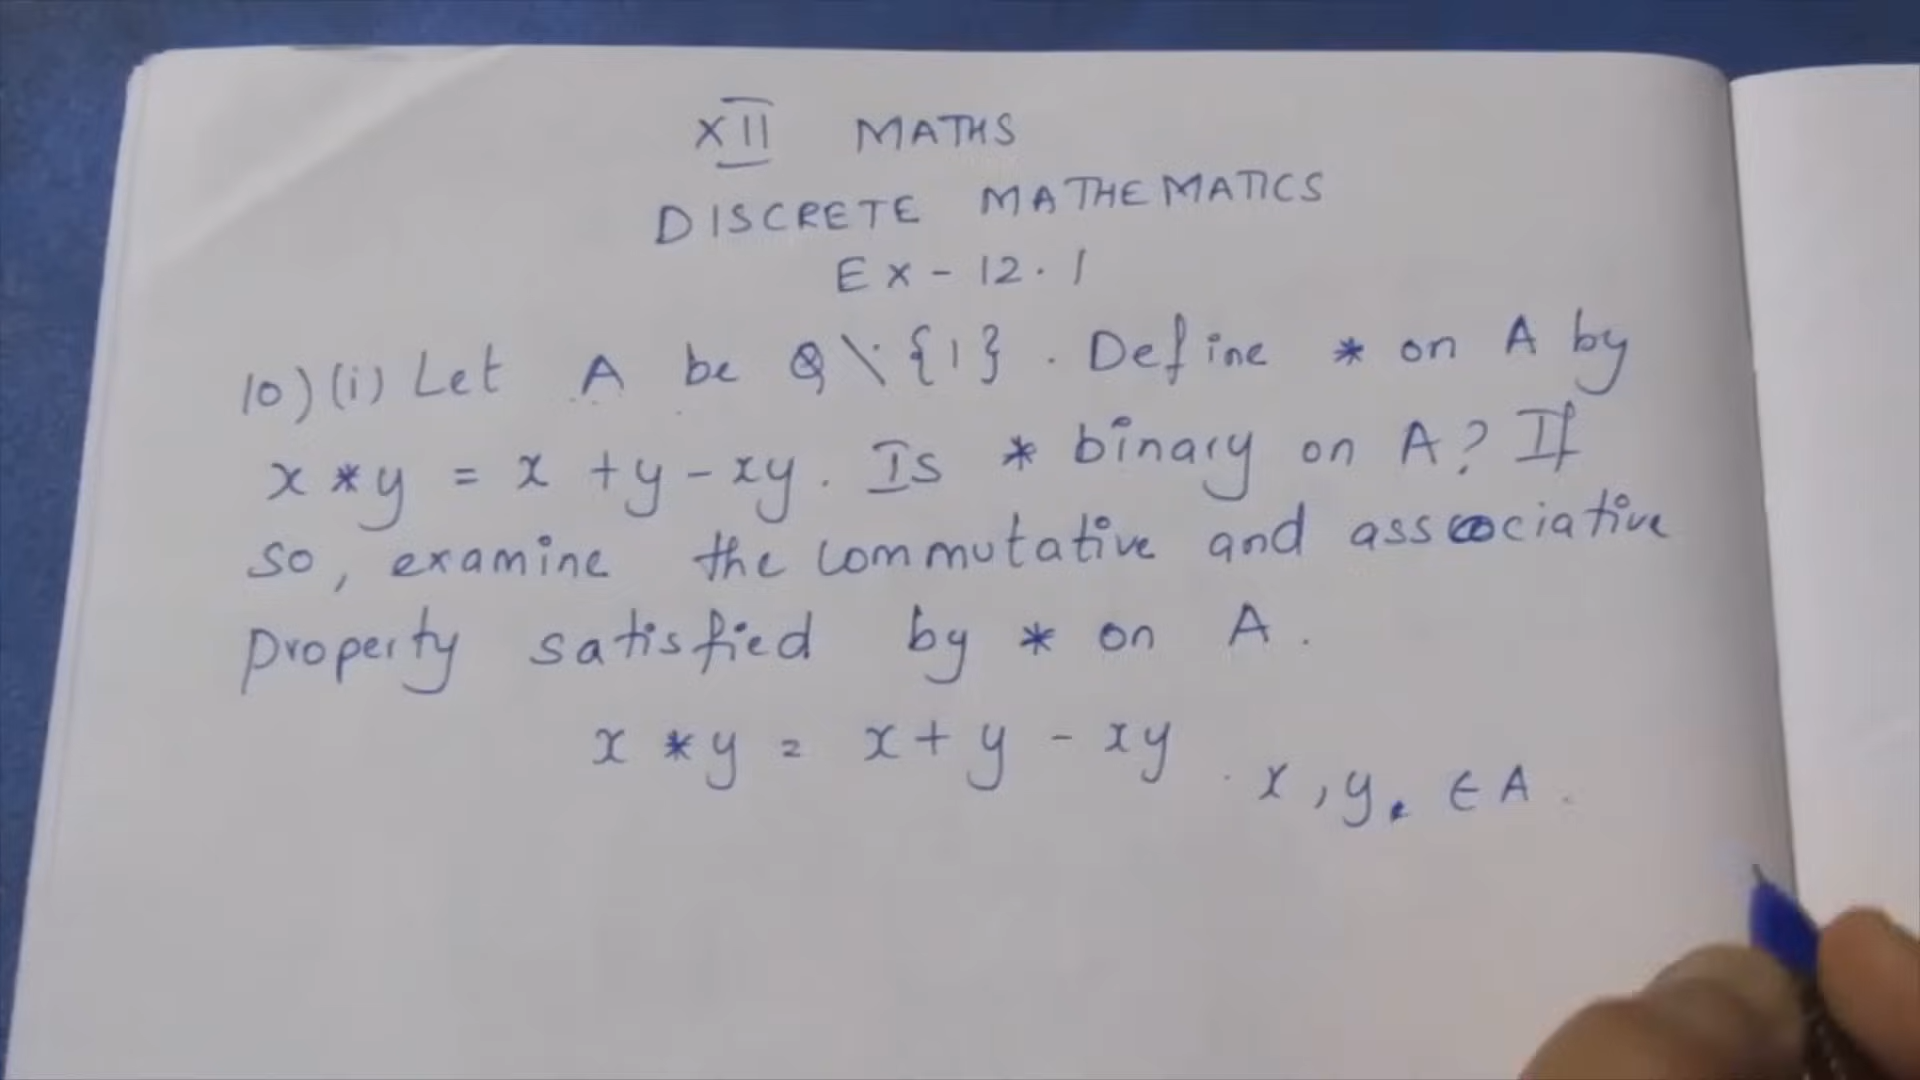 XII MATHS
DISCRETE MATHEMATICS
Ex - 12.1
10) (i) Let A be Q \ {1} . Define * on A by
x * y = x + y - xy . Is * binary on A? If
so, examine the commutative and associative
property satisfied by * on A .
x * y = x + y - xy . x , y . ∈ A .